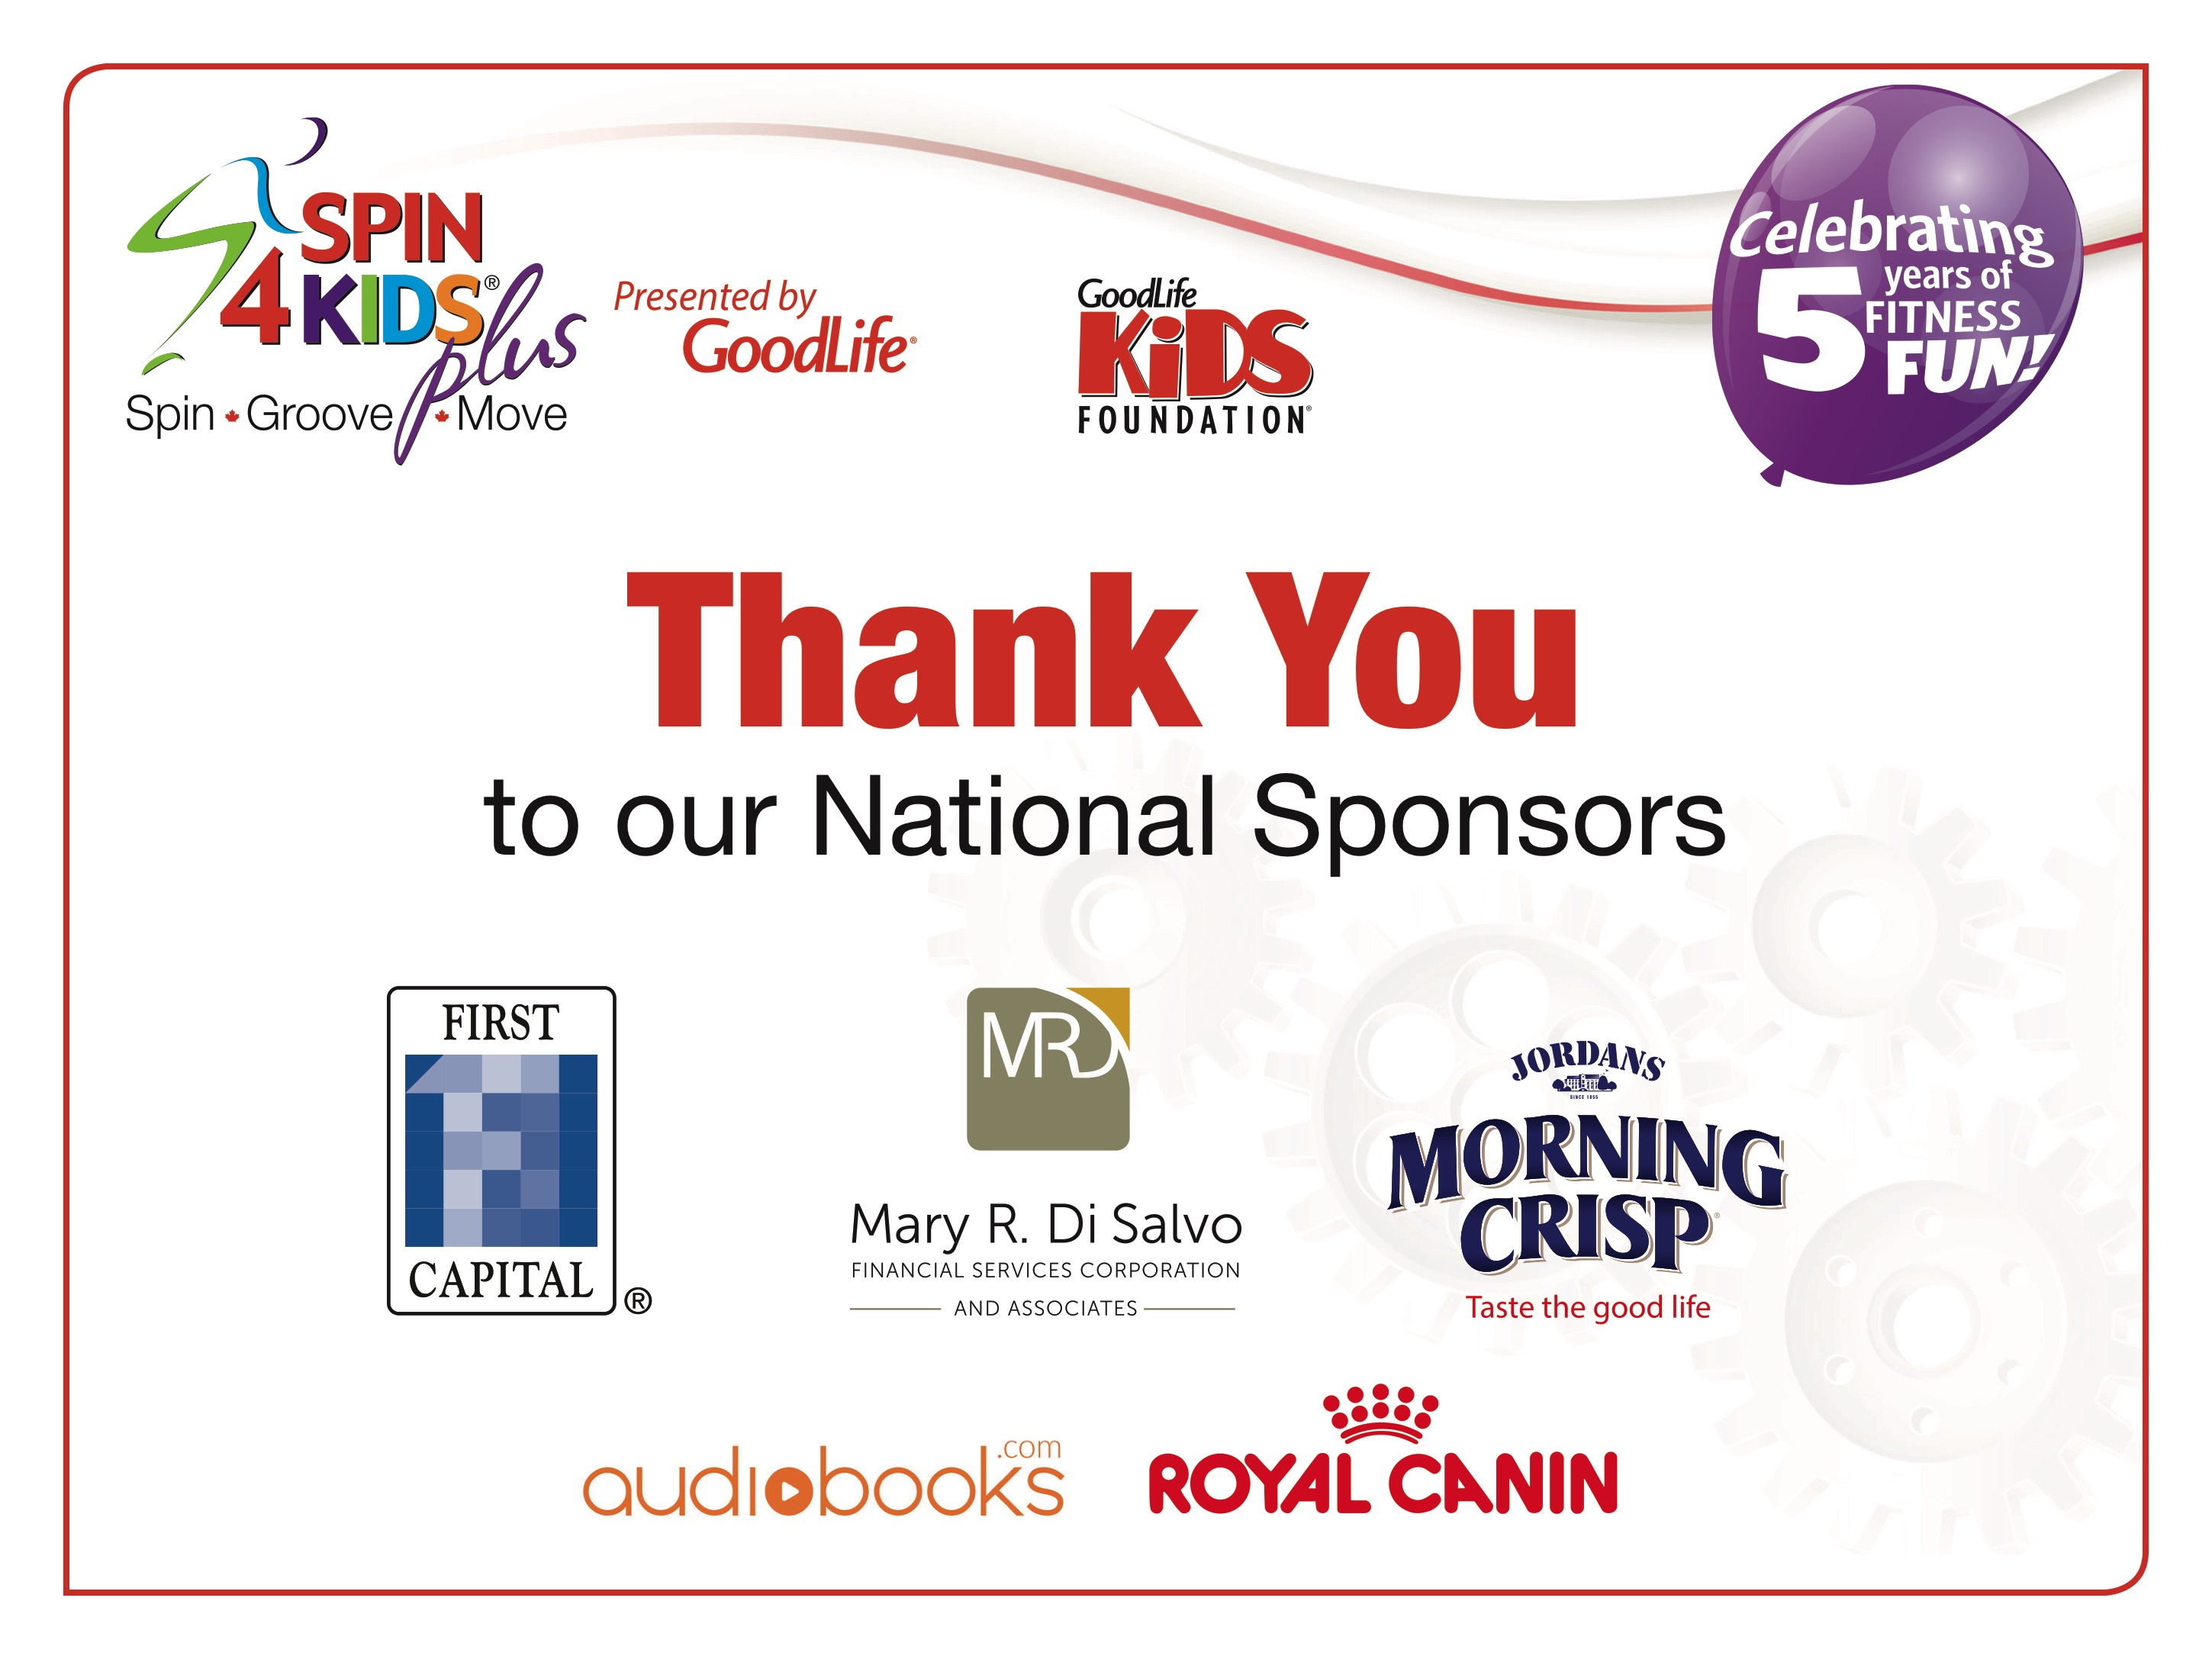 SPIN
4 KIDS® plus
Spin • Groove • Move
Presented by
GoodLife®
GoodLife
KiDS
FOUNDATION®
Celebrating
5 years of
FITNESS
FUN!
Thank You
to our National Sponsors
FIRST
CAPITAL ®
MRD
Mary R. Di Salvo
FINANCIAL SERVICES CORPORATION
AND ASSOCIATES
JORDANS
SINCE 1855
MORNING
CRISP®
Taste the good life
audiobooks.com
ROYAL CANIN